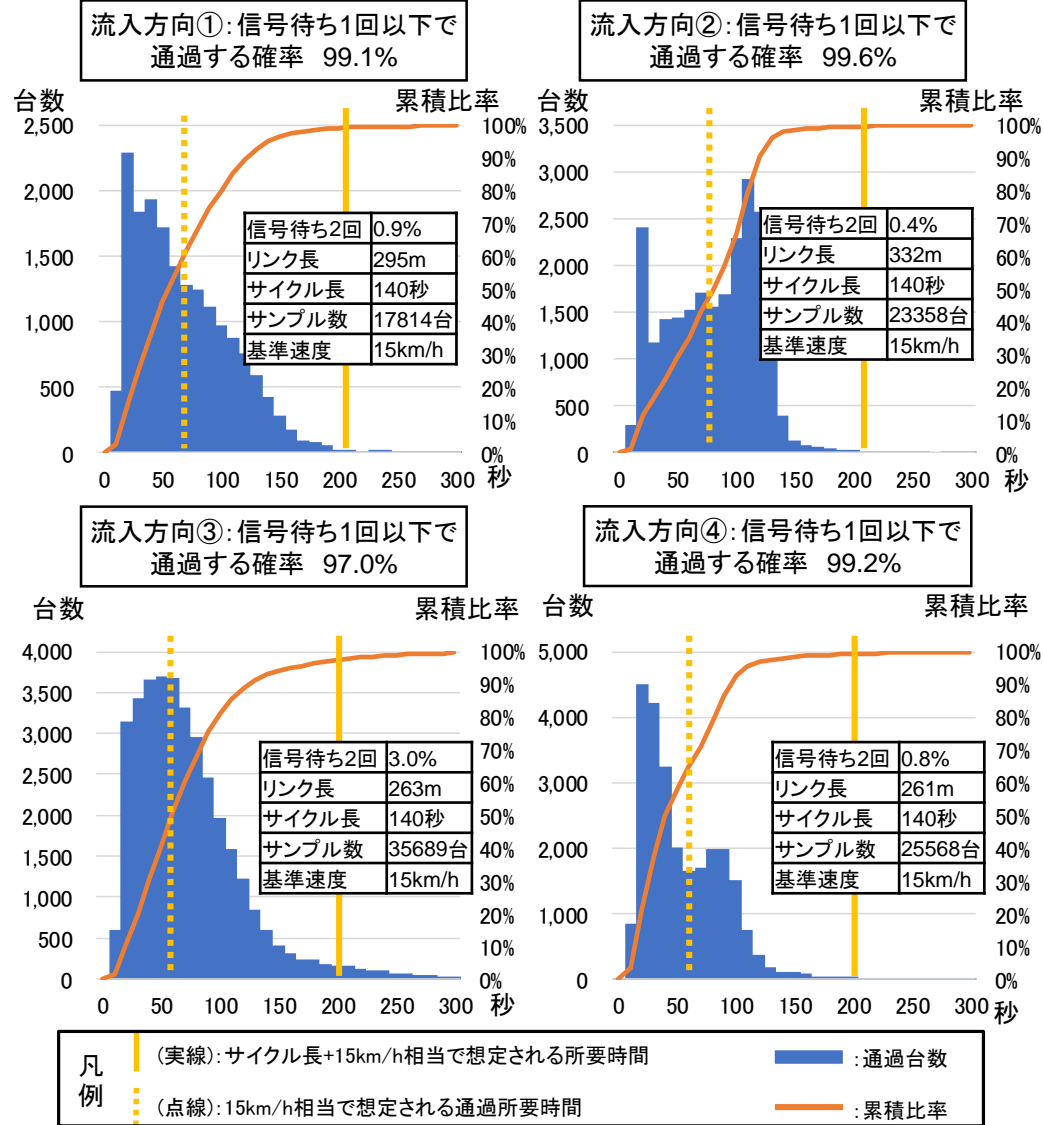 流入方向①:信号待ち1回以下で
通過する確率 99.1%
台数
累積比率
2,500
2,000
1,500
1,000
500
0
100%
90%
80%
70%
60%
50%
40%
30%
20%
10%
0%
0 50 100 150 200 250 300 秒
信号待ち2回 0.9%
リンク長 295m
サイクル長 140秒
サンプル数 17814台
基準速度 15km/h
流入方向②:信号待ち1回以下で
通過する確率 99.6%
台数
累積比率
3,500
3,000
2,500
2,000
1,500
1,000
500
0
100%
90%
80%
70%
60%
50%
40%
30%
20%
10%
0%
0 50 100 150 200 250 300 秒
信号待ち2回 0.4%
リンク長 332m
サイクル長 140秒
サンプル数 23358台
基準速度 15km/h
流入方向③:信号待ち1回以下で
通過する確率 97.0%
台数
累積比率
4,000
3,500
3,000
2,500
2,000
1,500
1,000
500
0
100%
90%
80%
70%
60%
50%
40%
30%
20%
10%
0%
0 50 100 150 200 250 300 秒
信号待ち2回 3.0%
リンク長 263m
サイクル長 140秒
サンプル数 35689台
基準速度 15km/h
流入方向④:信号待ち1回以下で
通過する確率 99.2%
台数
累積比率
5,000
4,000
3,000
2,000
1,000
0
100%
90%
80%
70%
60%
50%
40%
30%
20%
10%
0%
0 50 100 150 200 250 300 秒
信号待ち2回 0.8%
リンク長 261m
サイクル長 140秒
サンプル数 25568台
基準速度 15km/h
凡例
(実線):サイクル長+15km/h相当で想定される所要時間
:通過台数
(点線):15km/h相当で想定される通過所要時間
:累積比率